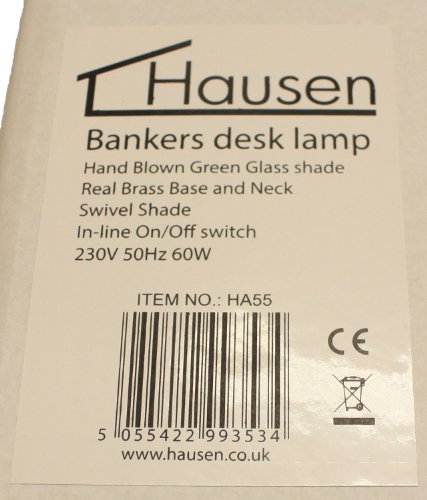 Hausen
Bankers desk lamp
Hand Blown Green Glass shade
Real Brass Base and Neck
Swivel Shade
In-line On/Off switch
230V 50Hz 60W
ITEM NO.: HA55
CE
5 055422 993534
www.hausen.co.uk